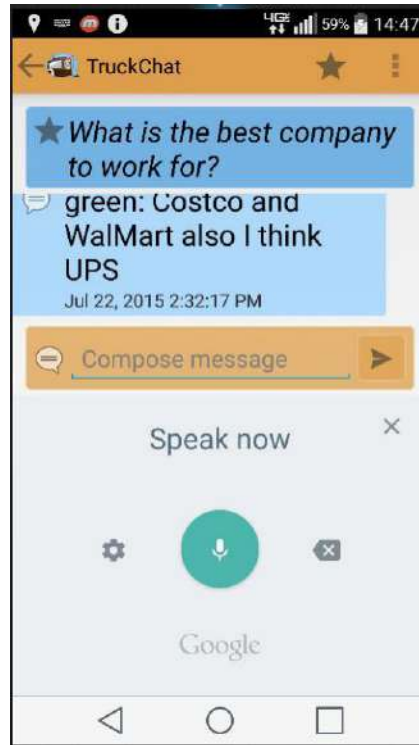 4GE 59% 14:47
TruckChat
What is the best company
to work for?
green: Costco and
WalMart also I think
UPS
Jul 22, 2015 2:32:17 PM
Compose message
Speak now
Google